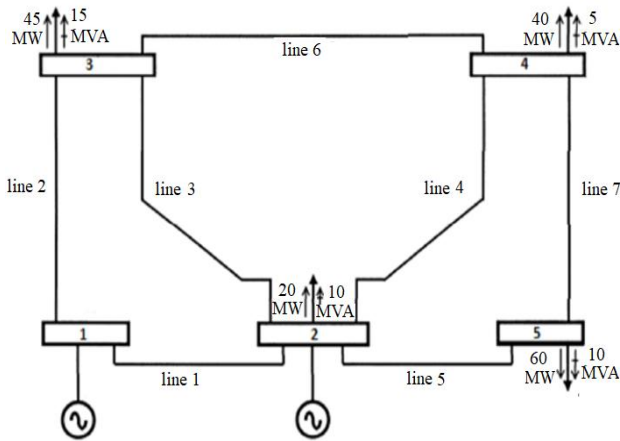 45 15
MW MVA
40 5
MW MVA
line 6
3
4
line 2
line 3
line 4
line 7
20 10
MW MVA
1
2
5
line 1
line 5
60 10
MW MVA